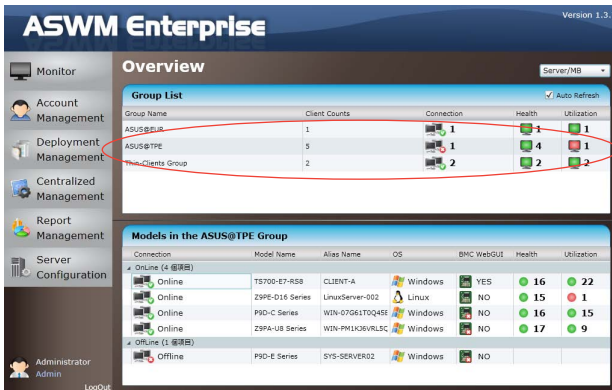 ASWM Enterprise
Version 1.3.
Monitor
Account Management
Deployment Management
Centralized Management
Report Management
Server Configuration
Administrator
Admin
LogOut
Overview
Server/MB
Group List
Auto Refresh
Group Name Client Counts Connection Health Utilization
ASUS@EUR 1 1 1 1
ASUS@TPE 5 1 4 1
Thin-Clients Group 2 2 2 2
Models in the ASUS@TPE Group
Connection Model Name Alias Name OS BMC WebGUI Health Utilization
OnLine (4 個項目)
Online TS700-E7-RS8 CLIENT-A Windows YES 16 22
Online Z9PE-D16 Series LinuxServer-002 Linux NO 15 1
Online P9D-C Series WIN-07G61T0Q45E Windows NO 16 15
Online Z9PA-U8 Series WIN-PM1KJ6VRL5C Windows NO 17 9
OffLine (1 個項目)
Offline P9D-E Series SYS-SERVER02 Windows NO